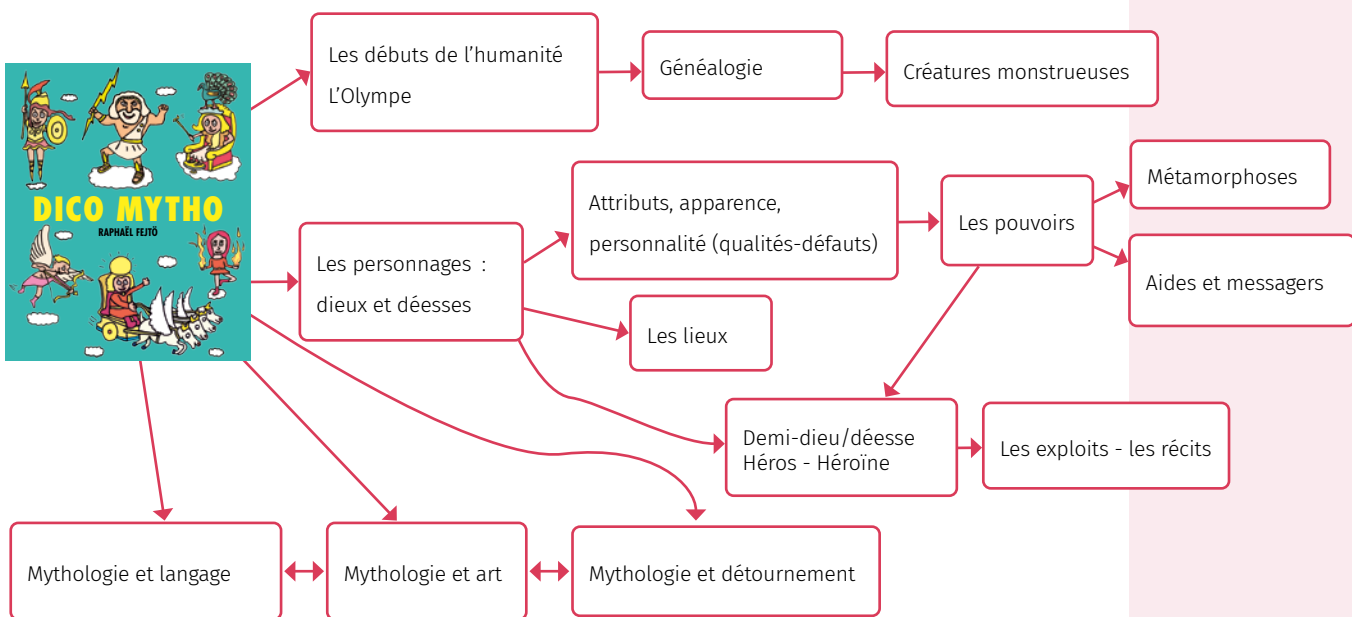 Les débuts de l’humanité
L’Olympe
Généalogie
Créatures monstrueuses
DICO MYTHO
RAPHAËL FEJTÖ
Les personnages :
dieux et déesses
Attributs, apparence,
personnalité (qualités-défauts)
Les pouvoirs
Métamorphoses
Aides et messagers
Les lieux
Demi-dieu/déesse
Héros - Héroïne
Les exploits - les récits
Mythologie et langage
Mythologie et art
Mythologie et détournement